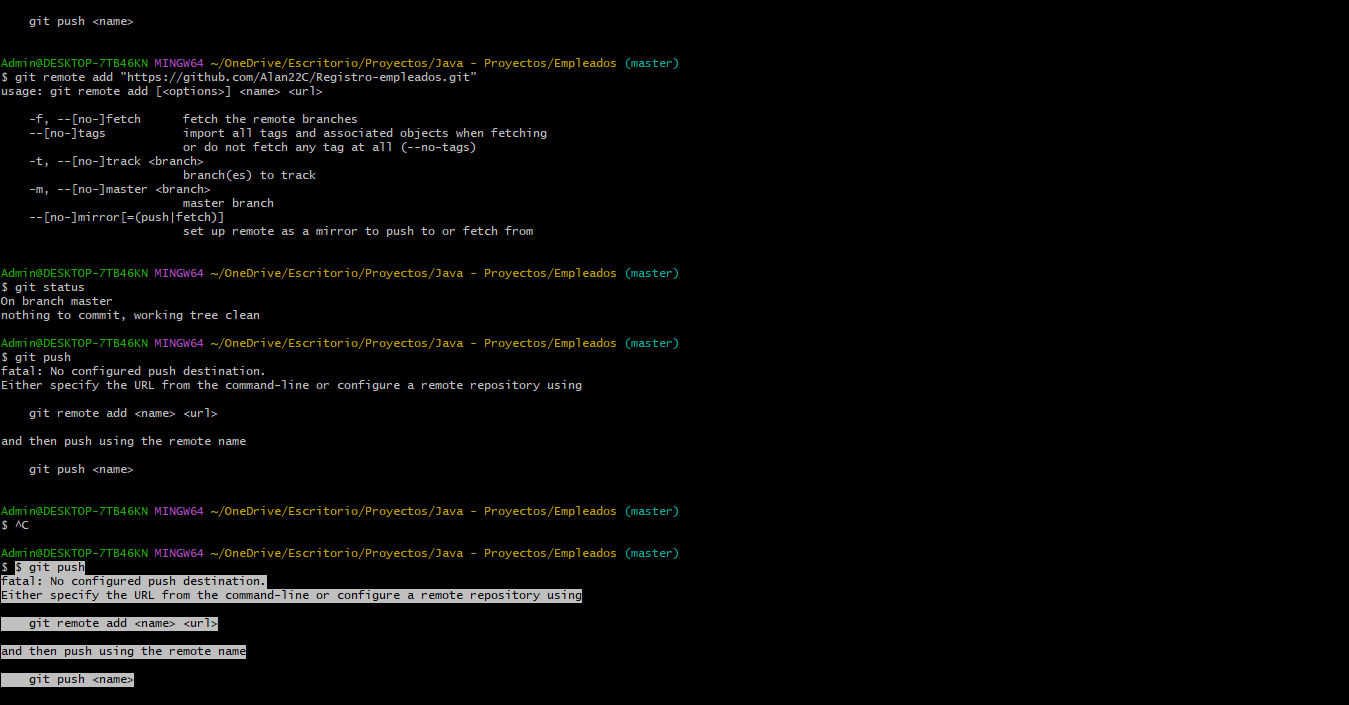 git push <name>
Admin@DESKTOP-7TB46KN MINGW64 ~/OneDrive/Escritorio/Proyectos/Java - Proyectos/Empleados (master)
$ git remote add "https://github.com/Alan22C/Registro-empleados.git"
usage: git remote add [<options>] <name> <url>
-f, --[no-]fetch      fetch the remote branches
--[no-]tags           import all tags and associated objects when fetching
or do not fetch any tag at all (--no-tags)
-t, --[no-]track <branch>
branch(es) to track
-m, --[no-]master <branch>
master branch
--[no-]mirror[=(push|fetch)]
set up remote as a mirror to push to or fetch from
Admin@DESKTOP-7TB46KN MINGW64 ~/OneDrive/Escritorio/Proyectos/Java - Proyectos/Empleados (master)
$ git status
On branch master
nothing to commit, working tree clean
Admin@DESKTOP-7TB46KN MINGW64 ~/OneDrive/Escritorio/Proyectos/Java - Proyectos/Empleados (master)
$ git push
fatal: No configured push destination.
Either specify the URL from the command-line or configure a remote repository using
git remote add <name> <url>
and then push using the remote name
git push <name>
Admin@DESKTOP-7TB46KN MINGW64 ~/OneDrive/Escritorio/Proyectos/Java - Proyectos/Empleados (master)
$ ^C
Admin@DESKTOP-7TB46KN MINGW64 ~/OneDrive/Escritorio/Proyectos/Java - Proyectos/Empleados (master)
$ $ git push
fatal: No configured push destination.
Either specify the URL from the command-line or configure a remote repository using
git remote add <name> <url>
and then push using the remote name
git push <name>